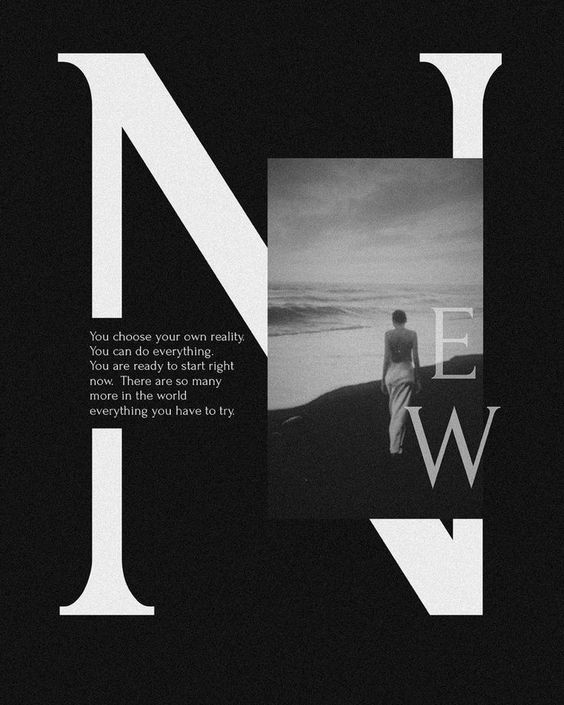 N
You choose your own reality.
You can do everything.
You are ready to start right
now. There are so many
more in the world
everything you have to try.
E
W